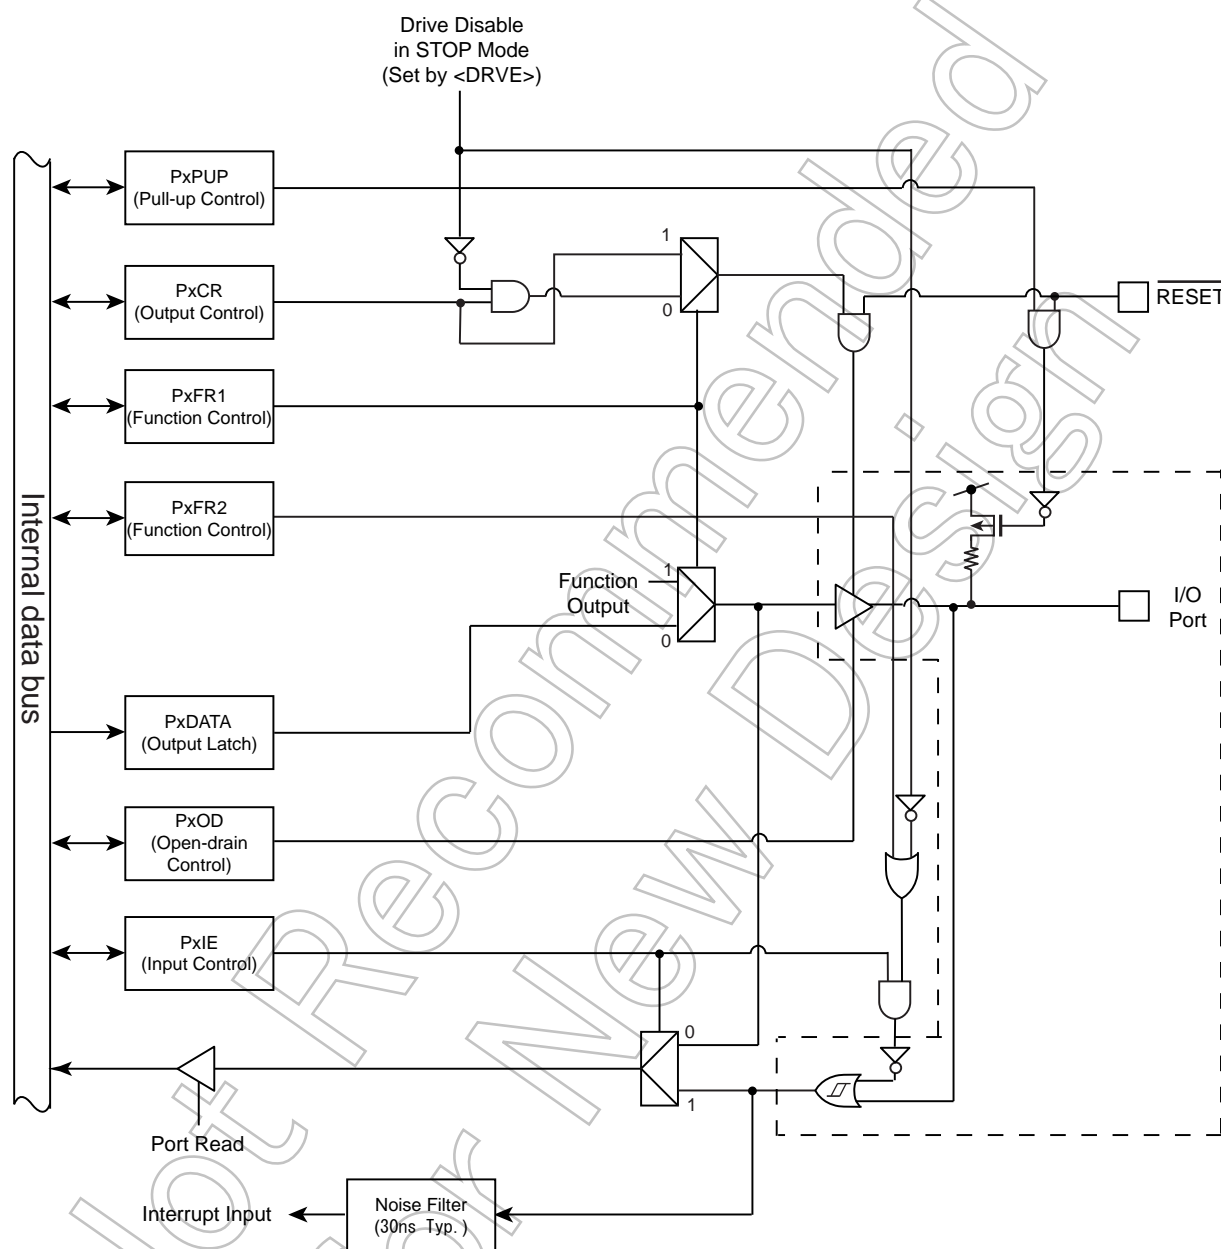 Drive Disable
in STOP Mode
(Set by <DRVE>)
PxPUP
(Pull-up Control)
1
PxCR
(Output Control)
0
RESET
PxFR1
(Function Control)
Internal data bus
PxFR2
(Function Control)
1
Function
Output
0
I/O
Port
PxDATA
(Output Latch)
PxOD
(Open-drain
Control)
PxIE
(Input Control)
0
1
Port Read
Interrupt Input
Noise Filter
(30ns Typ.)
Not Recommended
for New Design